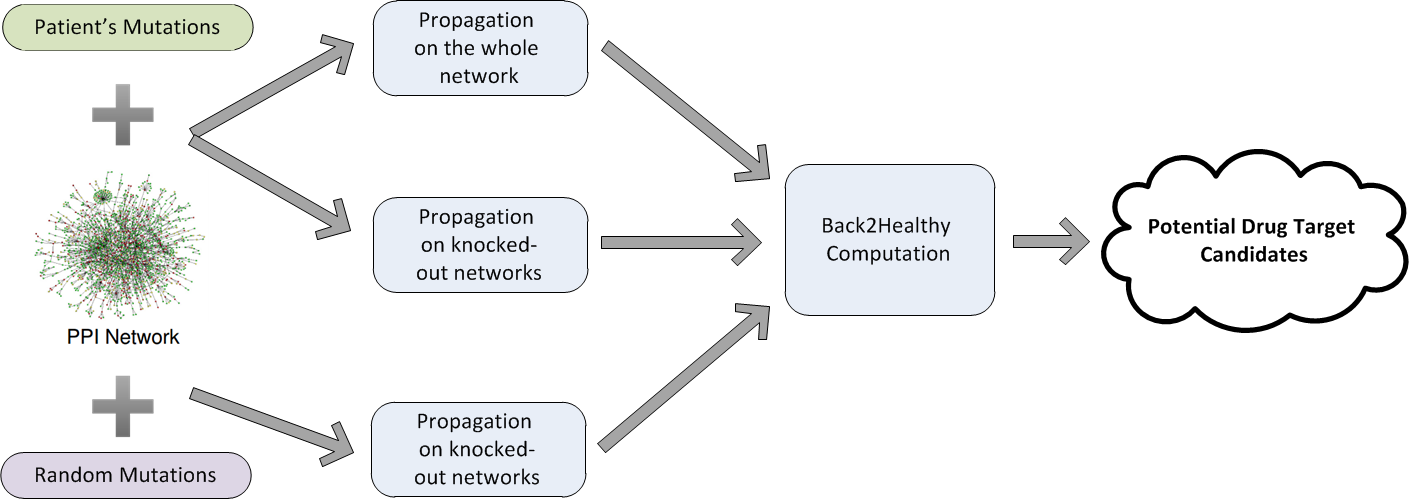 Patient's Mutations
PPI Network
Random Mutations
Propagation
on the whole
network
Propagation
on knocked-
out networks
Propagation
on knocked-
out networks
Back2Healthy
Computation
Potential Drug Target
Candidates